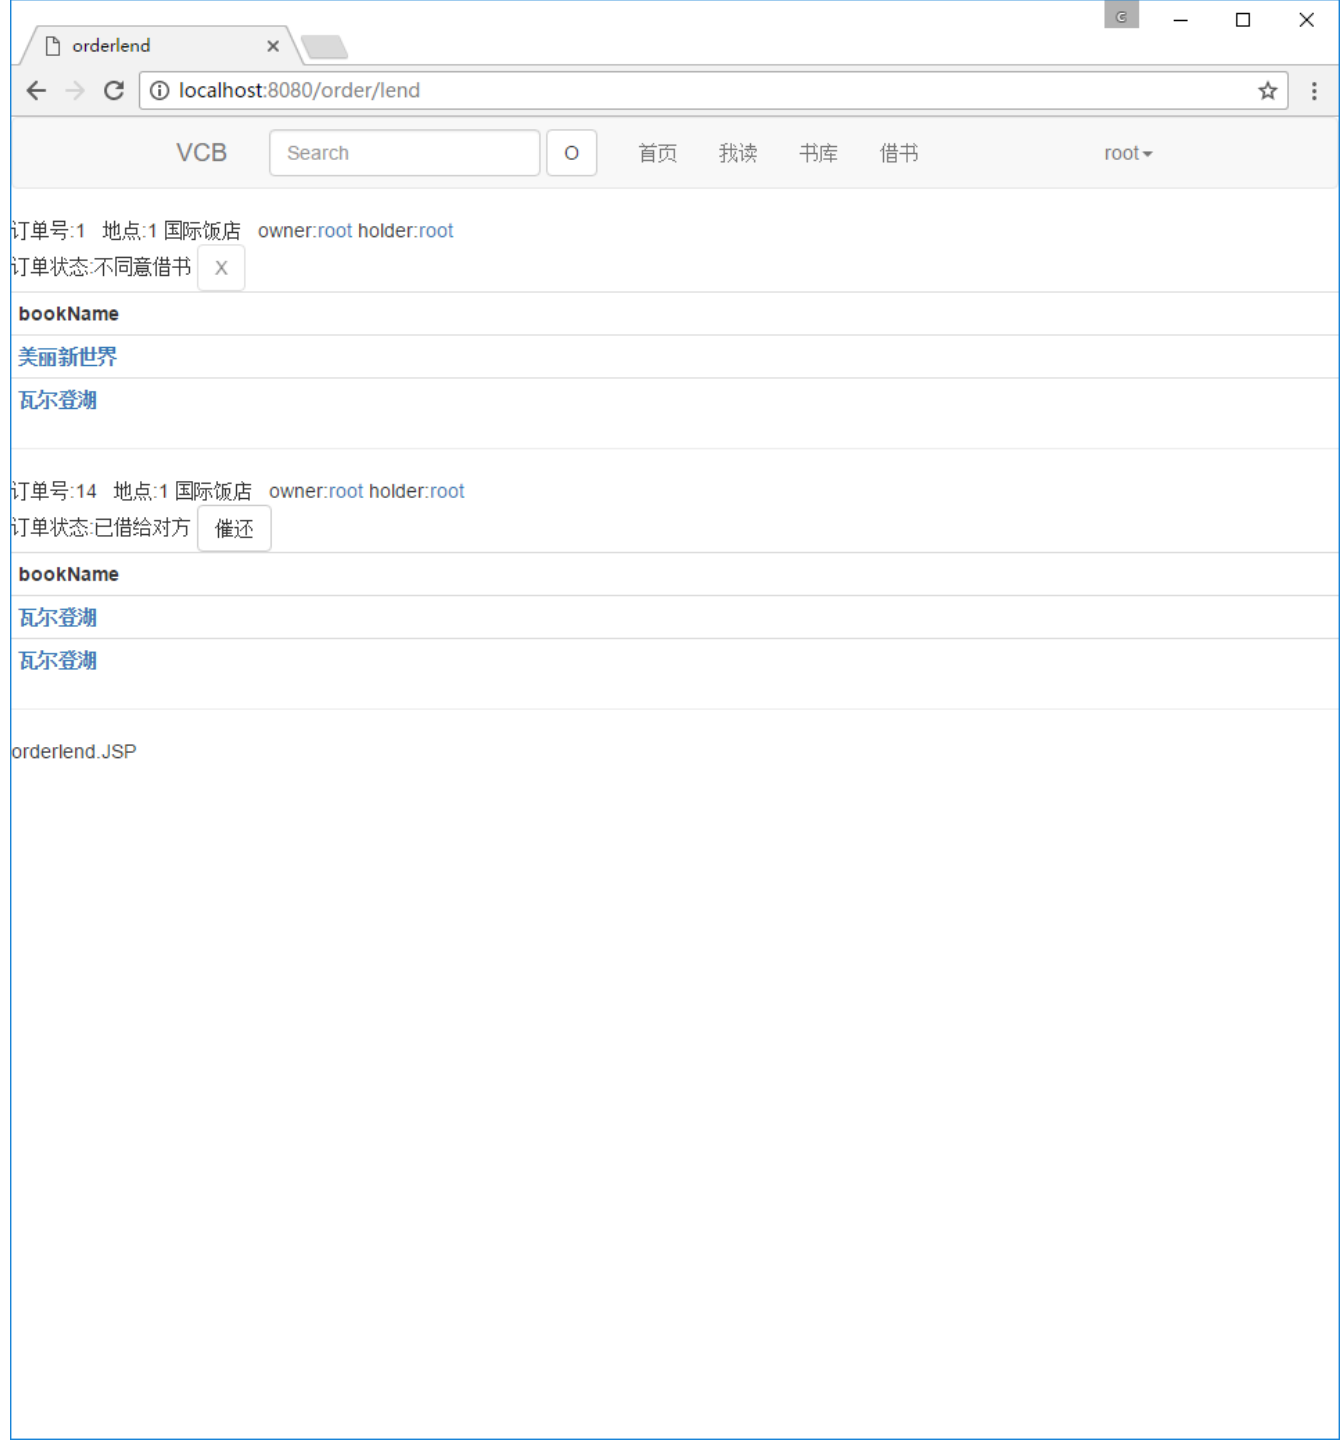 orderlend
localhost:8080/order/lend
VCB Search O 首页 我读 书库 借书 root
订单号:1 地点:1 国际饭店 owner:root holder:root
订单状态:不同意借书 X
bookName
美丽新世界
瓦尔登湖
订单号:14 地点:1 国际饭店 owner:root holder:root
订单状态:已借给对方 催还
bookName
瓦尔登湖
瓦尔登湖
orderlend.JSP